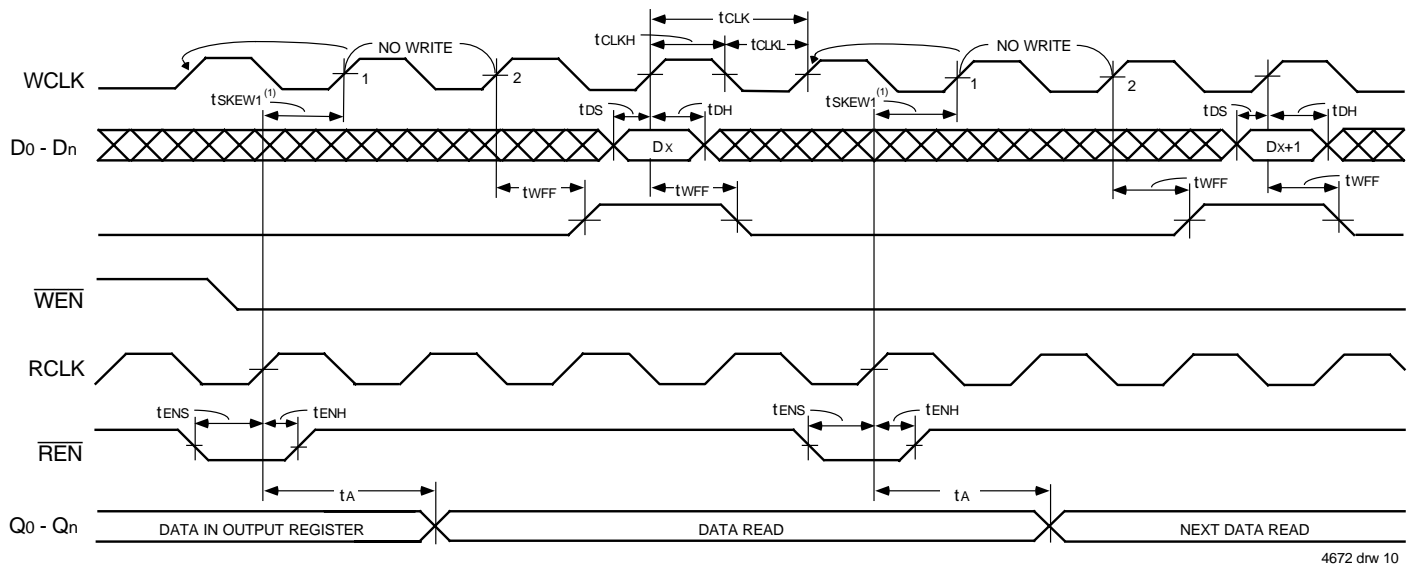 tCLK
tCLKH tCLKL
NO WRITE NO WRITE
WCLK 1 2 1 2
tSKEW1(1) tDS tDH tSKEW1(1) tDS tDH
D0 - Dn DX DX+1
tWFF tWFF tWFF tWFF
WEN
RCLK
tENS tENH tENS tENH
REN
tA tA
Q0 - Qn DATA IN OUTPUT REGISTER DATA READ NEXT DATA READ
4672 drw 10